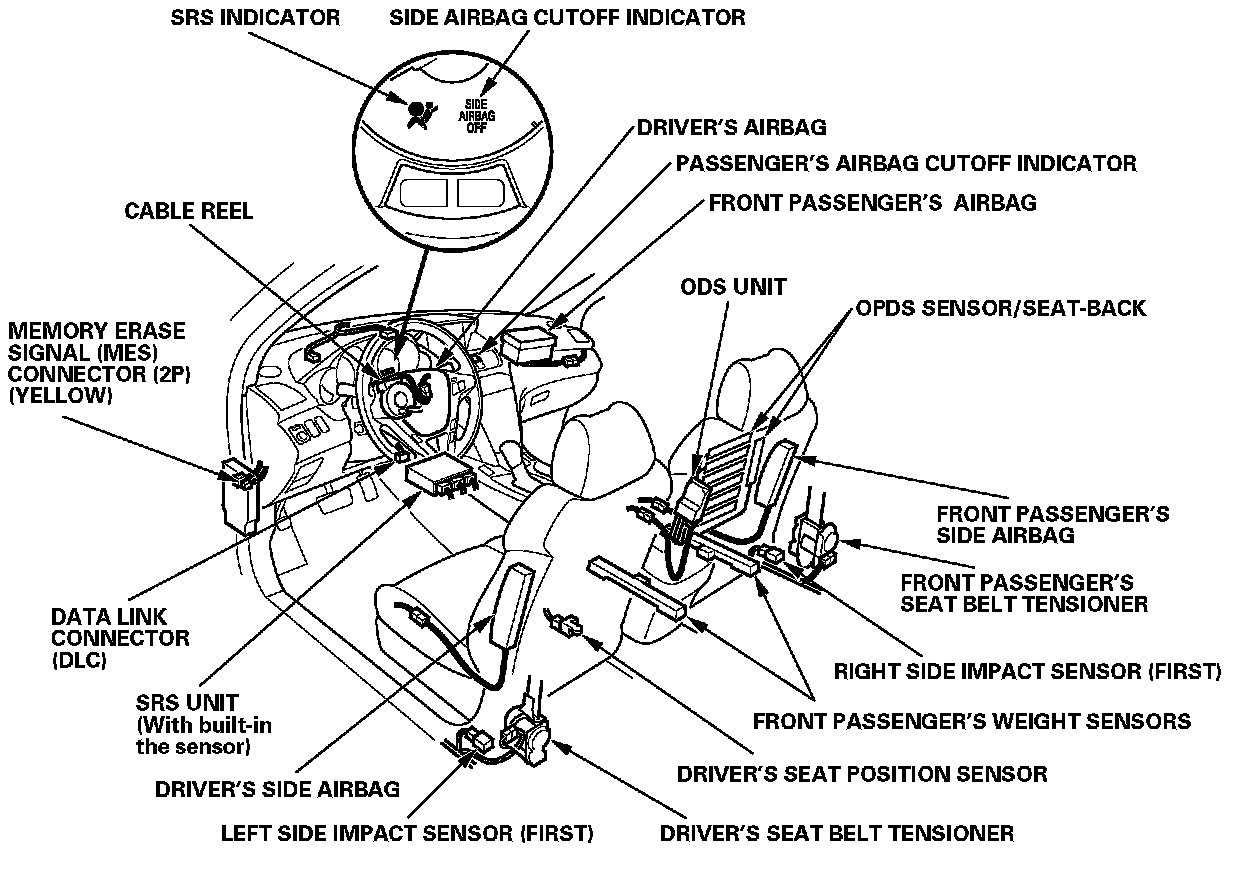 SRS INDICATOR
SIDE AIRBAG CUTOFF INDICATOR
SIDE
AIRBAG
OFF
DRIVER'S AIRBAG
PASSENGER'S AIRBAG CUTOFF INDICATOR
FRONT PASSENGER'S AIRBAG
CABLE REEL
ODS UNIT
OPDS SENSOR/SEAT-BACK
MEMORY ERASE
SIGNAL (MES)
CONNECTOR (2P)
(YELLOW)
FRONT PASSENGER'S
SIDE AIRBAG
FRONT PASSENGER'S
SEAT BELT TENSIONER
DATA LINK
CONNECTOR
(DLC)
RIGHT SIDE IMPACT SENSOR (FIRST)
SRS UNIT
(With built-in
the sensor)
FRONT PASSENGER'S WEIGHT SENSORS
DRIVER'S SEAT POSITION SENSOR
DRIVER'S SIDE AIRBAG
LEFT SIDE IMPACT SENSOR (FIRST)
DRIVER'S SEAT BELT TENSIONER